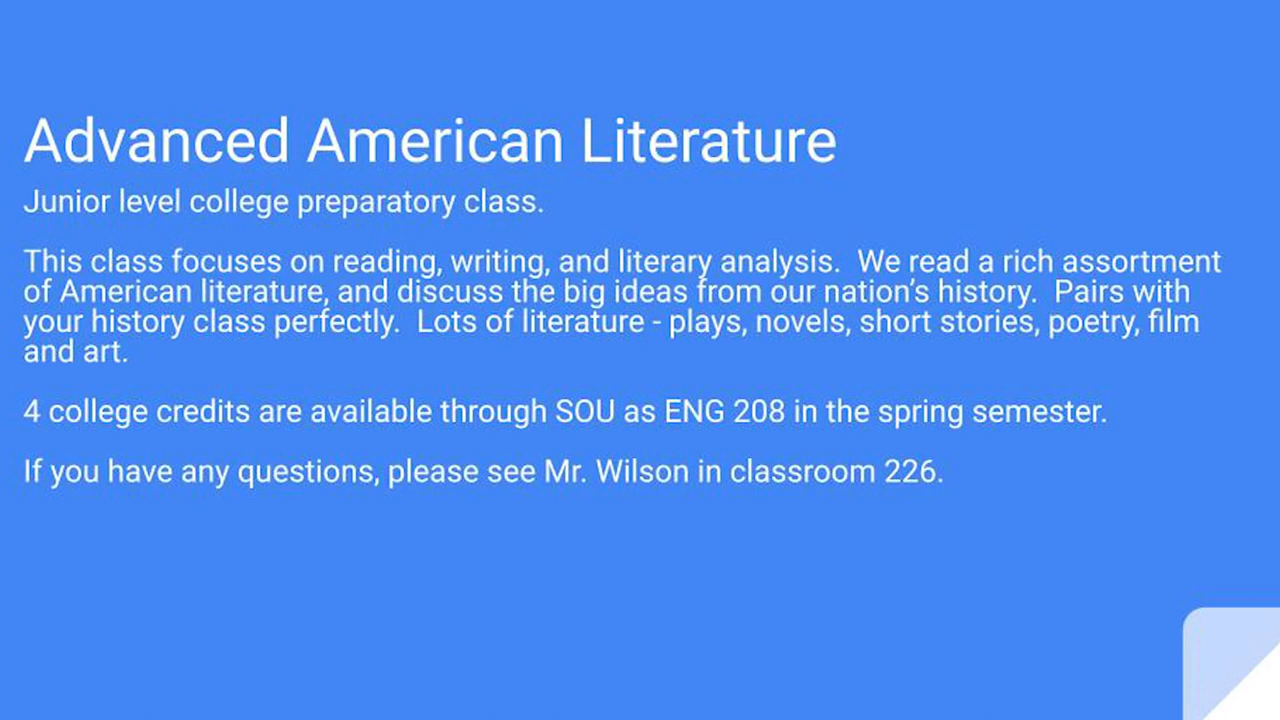 Advanced American Literature
Junior level college preparatory class.
This class focuses on reading, writing, and literary analysis.  We read a rich assortment
of American literature, and discuss the big ideas from our nation’s history.  Pairs with
your history class perfectly.  Lots of literature - plays, novels, short stories, poetry, film
and art.
4 college credits are available through SOU as ENG 208 in the spring semester.
If you have any questions, please see Mr. Wilson in classroom 226.